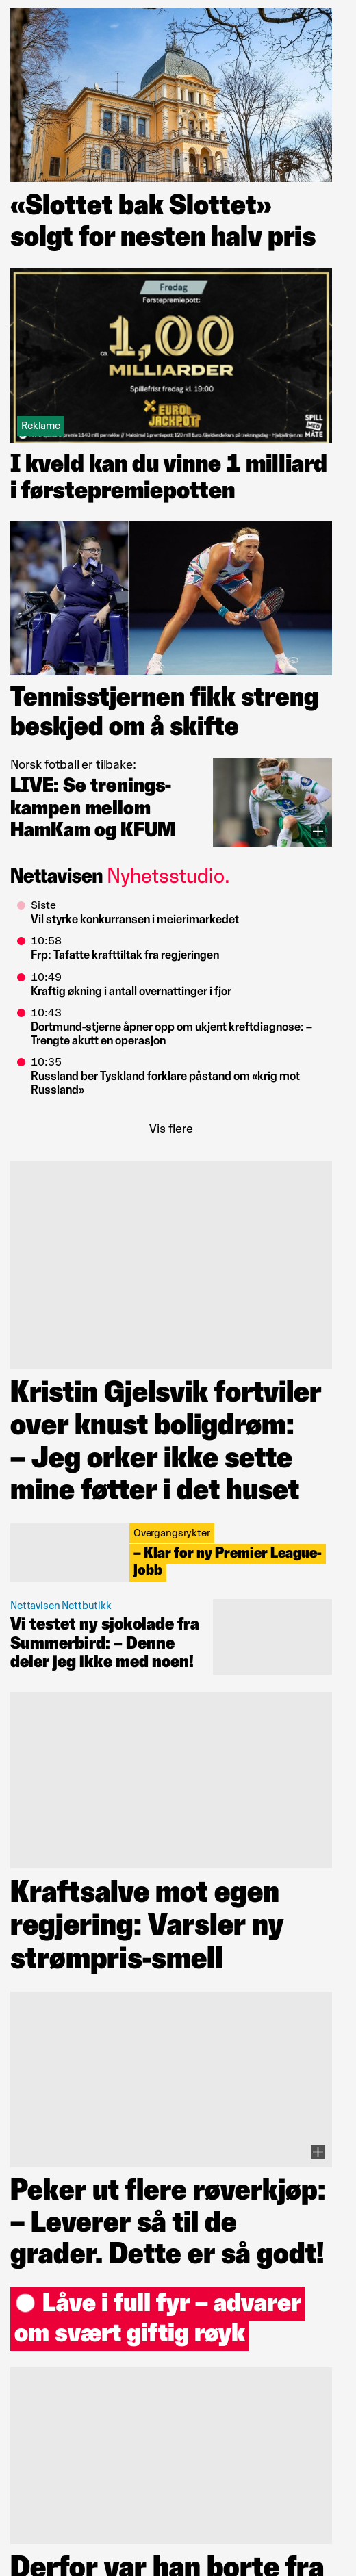 «Slottet bak Slottet»
solgt for nesten halv pris
Fredag
Førstepremiepott:
1,00
MILLIARDER
Spillefrist fredag kl. 19:00
EURO
JACKPOT
SPILL
MED
MÅTE
Reklame
I kveld kan du vinne 1 milliard
i førstepremiepotten
Tennisstjernen fikk streng
beskjed om å skifte
Norsk fotball er tilbake:
LIVE: Se trenings-
kampen mellom
HamKam og KFUM
Nettavisen Nyhetsstudio.
Siste
Vil styrke konkurransen i meierimarkedet
10:58
Frp: Tafatte krafttiltak fra regjeringen
10:49
Kraftig økning i antall overnattinger i fjor
10:43
Dortmund-stjerne åpner opp om ukjent kreftdiagnose: –
Trengte akutt en operasjon
10:35
Russland ber Tyskland forklare påstand om «krig mot
Russland»
Vis flere
Kristin Gjelsvik fortviler
over knust boligdrøm:
– Jeg orker ikke sette
mine føtter i det huset
Overgangsrykter
– Klar for ny Premier League-
jobb
Nettavisen Nettbutikk
Vi testet ny sjokolade fra
Summerbird: – Denne
deler jeg ikke med noen!
Kraftsalve mot egen
regjering: Varsler ny
strømpris-smell
Peker ut flere røverkjøp:
– Leverer så til de
grader. Dette er så godt!
Låve i full fyr – advarer
om svært giftig røyk
Derfor var han borte fra